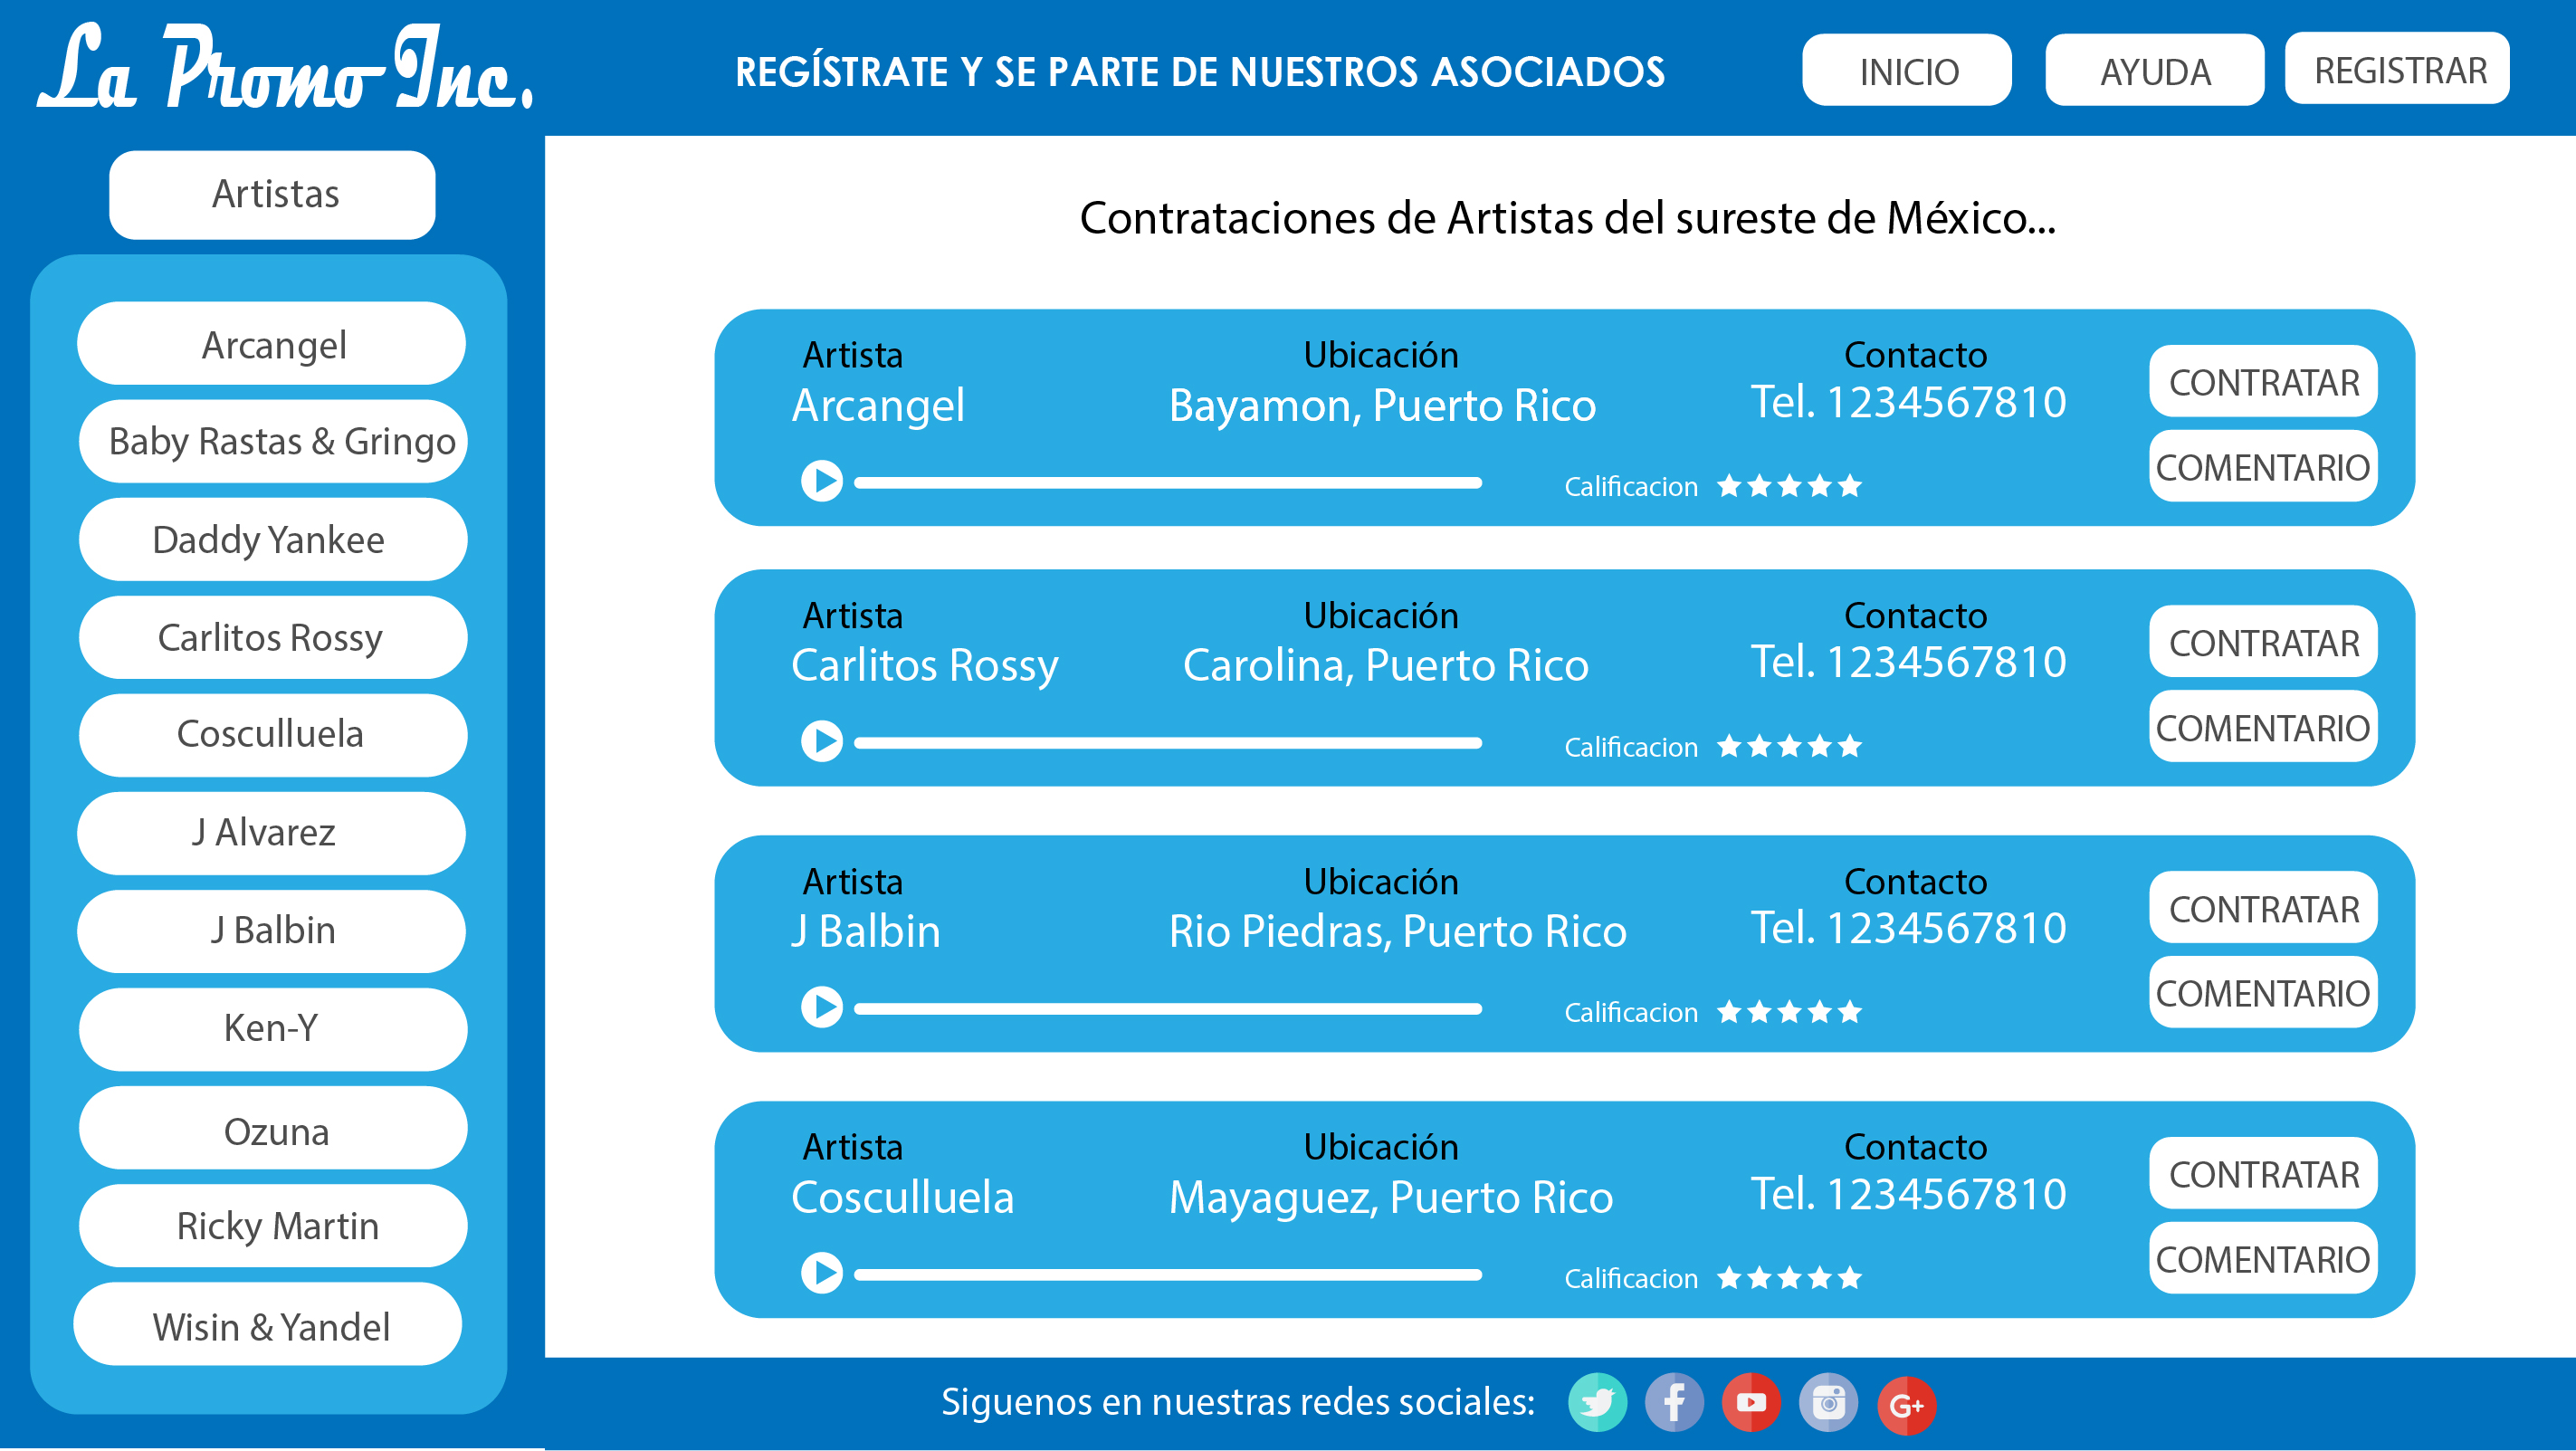 La Promo Inc.
REGÍSTRATE Y SE PARTE DE NUESTROS ASOCIADOS
INICIO
AYUDA
REGISTRAR
Artistas
Arcangel
Baby Rastas & Gringo
Daddy Yankee
Carlitos Rossy
Cosculluela
J Alvarez
J Balbin
Ken-Y
Ozuna
Ricky Martin
Wisin & Yandel
Contrataciones de Artistas del sureste de México...
Artista
Ubicación
Contacto
Arcangel
Bayamon, Puerto Rico
Tel. 1234567810
CONTRATAR
COMENTARIO
Calificacion
Artista
Ubicación
Contacto
Carlitos Rossy
Carolina, Puerto Rico
Tel. 1234567810
CONTRATAR
COMENTARIO
Calificacion
Artista
Ubicación
Contacto
J Balbin
Rio Piedras, Puerto Rico
Tel. 1234567810
CONTRATAR
COMENTARIO
Calificacion
Artista
Ubicación
Contacto
Cosculluela
Mayaguez, Puerto Rico
Tel. 1234567810
CONTRATAR
COMENTARIO
Calificacion
Siguenos en nuestras redes sociales:
G+